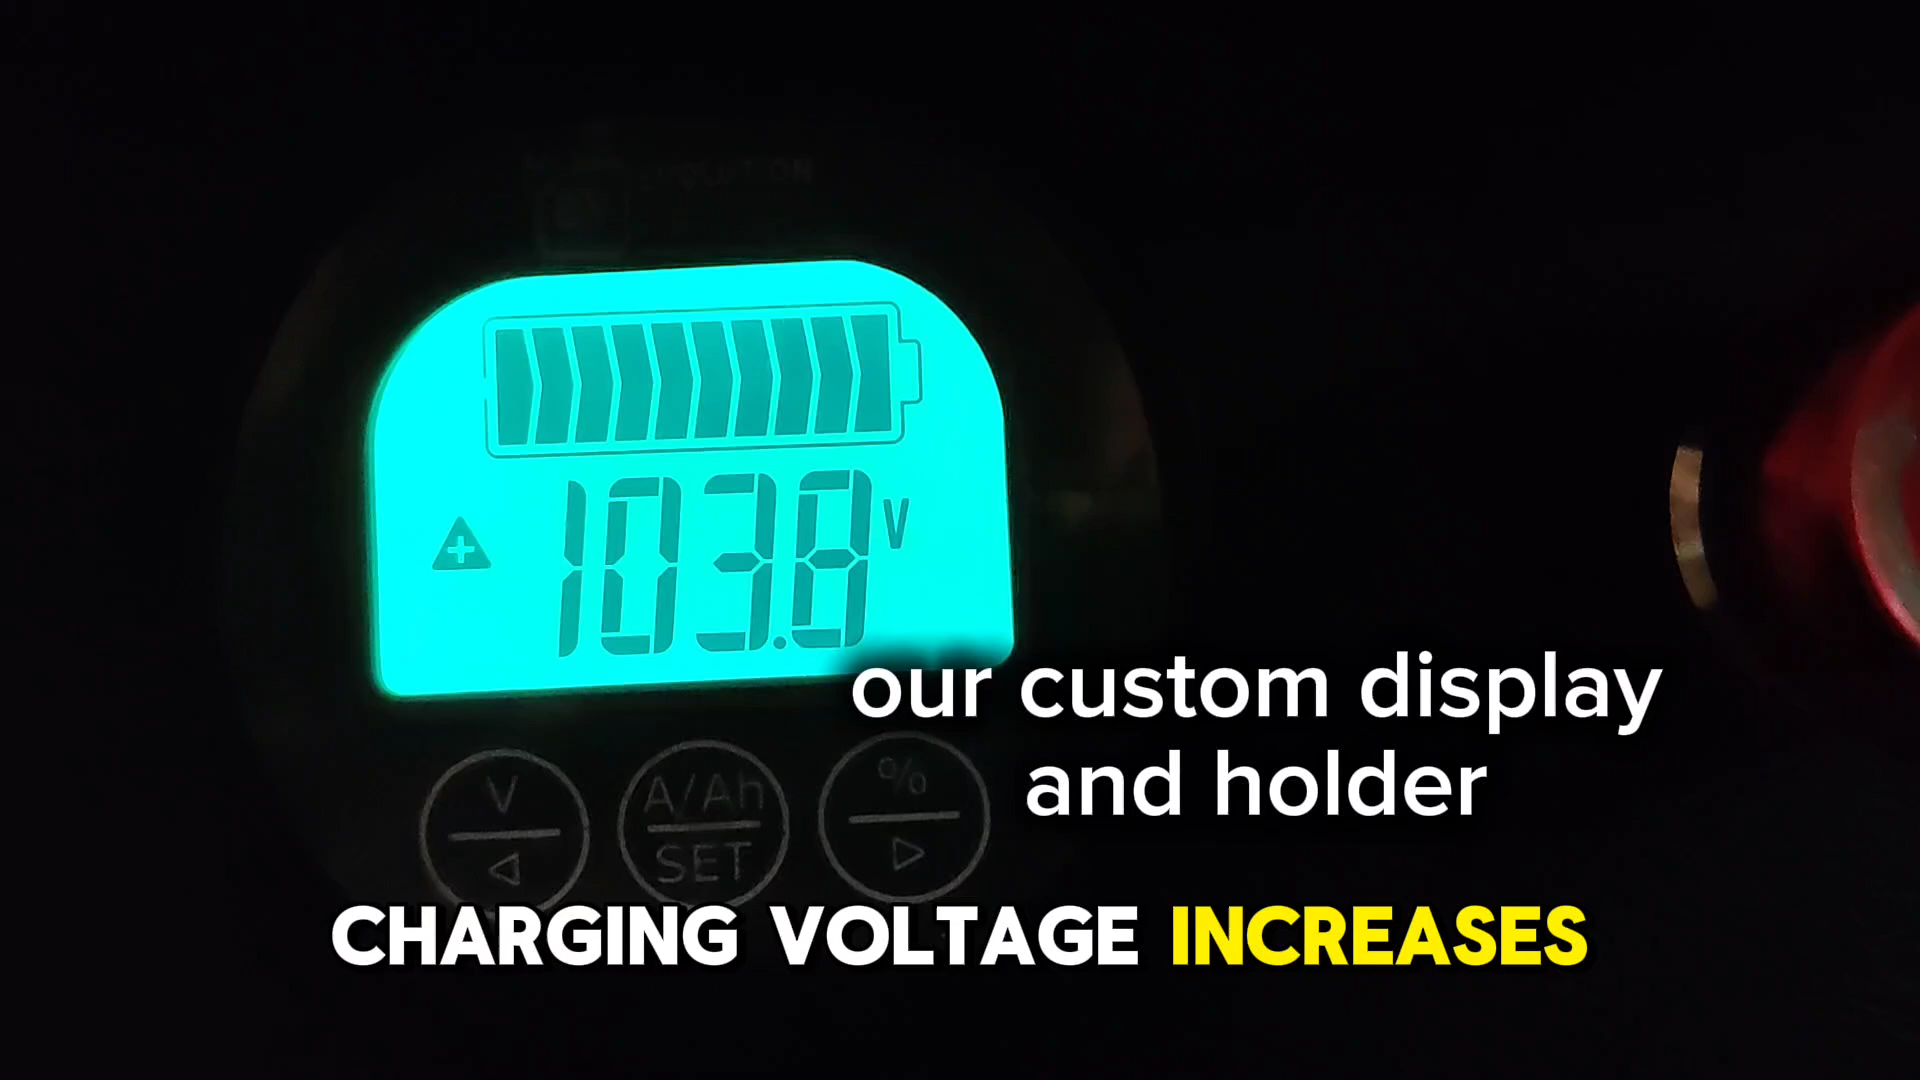 103.8 V
our custom display
and holder
V
A/Ah
%
SET
CHARGING VOLTAGE INCREASES